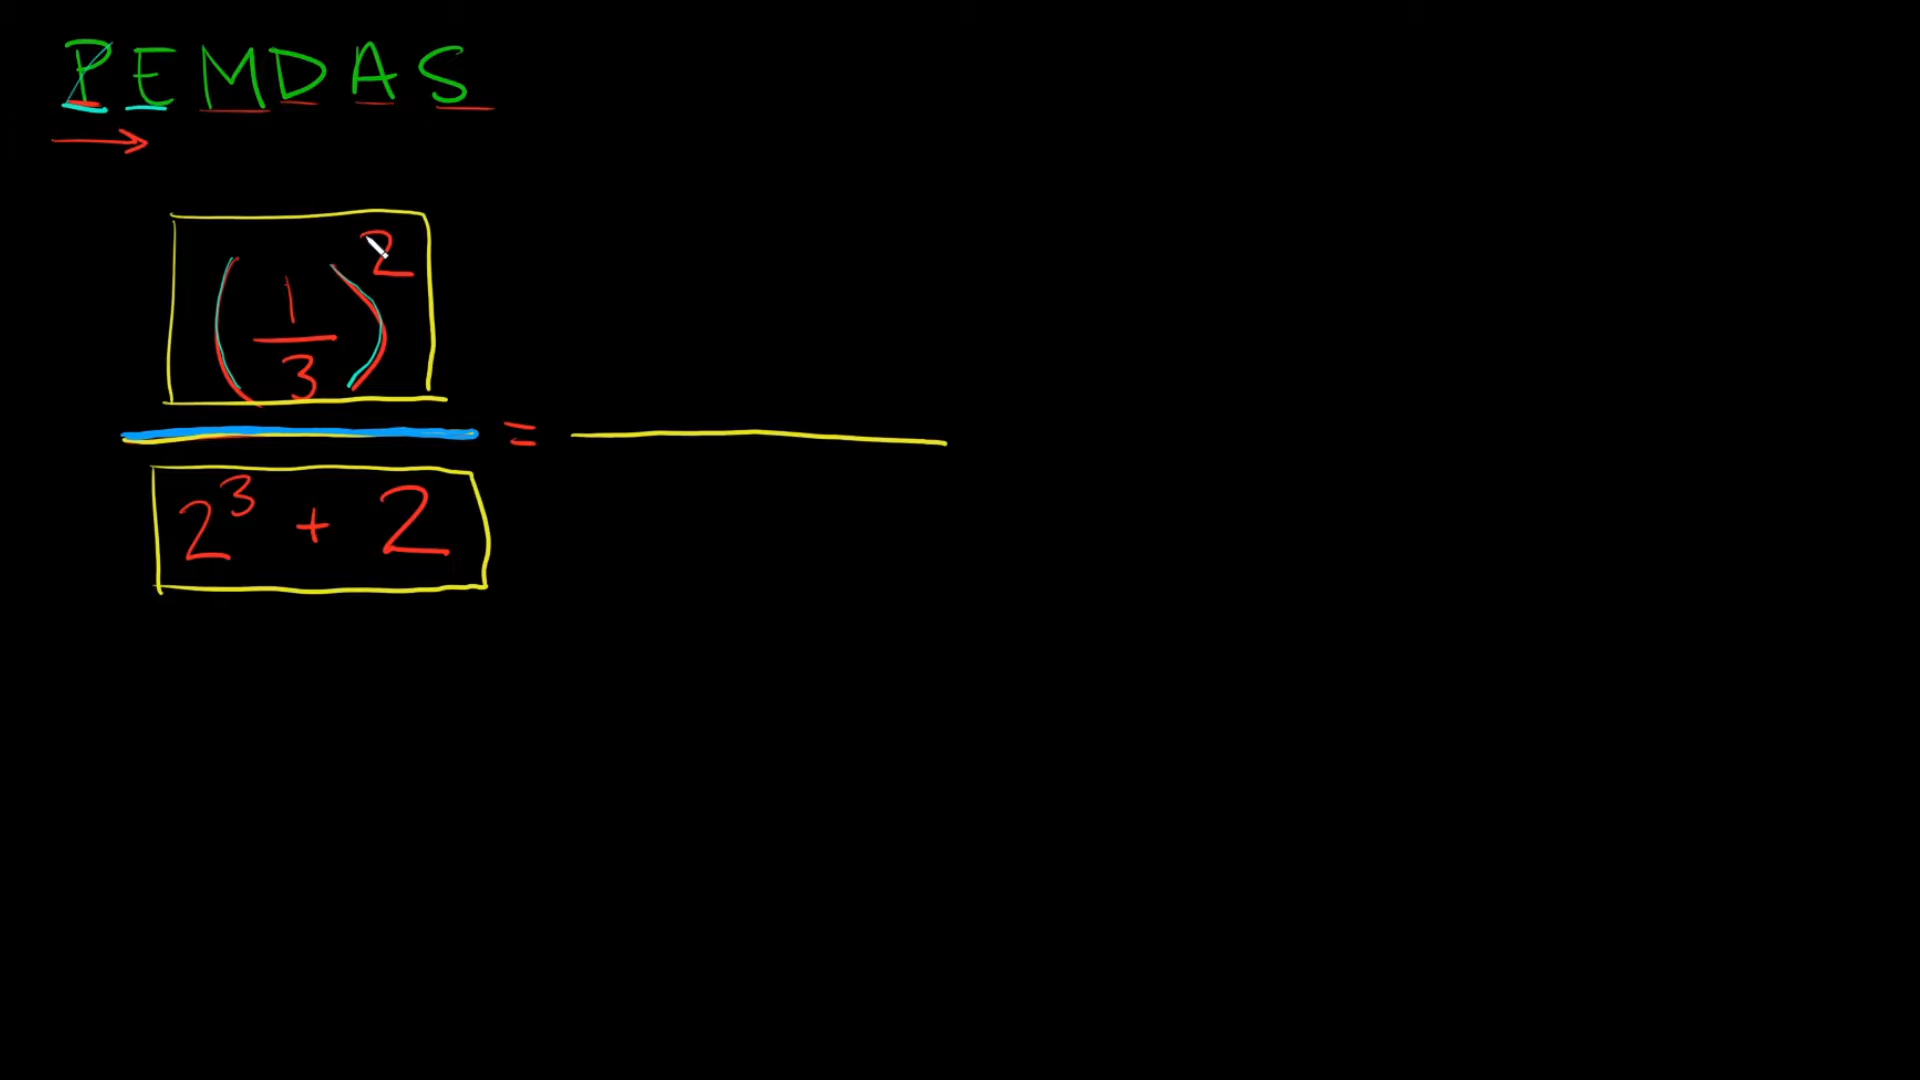 PEMDAS
(1/3)²
=
2³ + 2